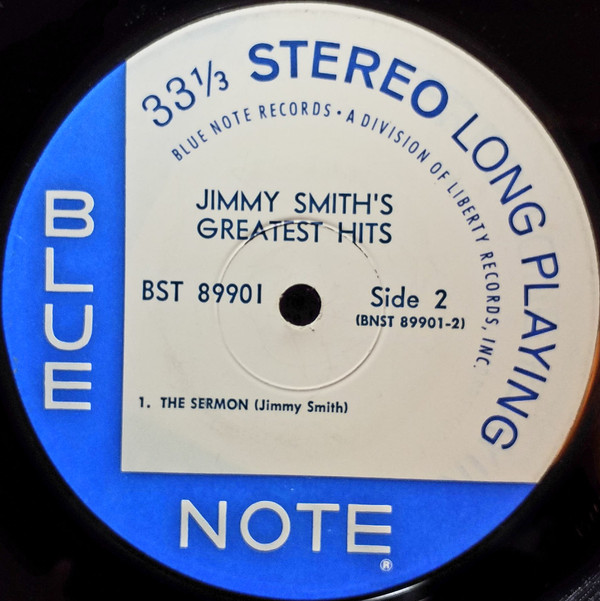 33⅓ STEREO LONG PLAYING
BLUE NOTE RECORDS • A DIVISION OF LIBERTY RECORDS, INC.
JIMMY SMITH'S
GREATEST HITS
BST 89901
Side 2
(BNST 89901-2)
1. THE SERMON (Jimmy Smith)
BLUE
NOTE®